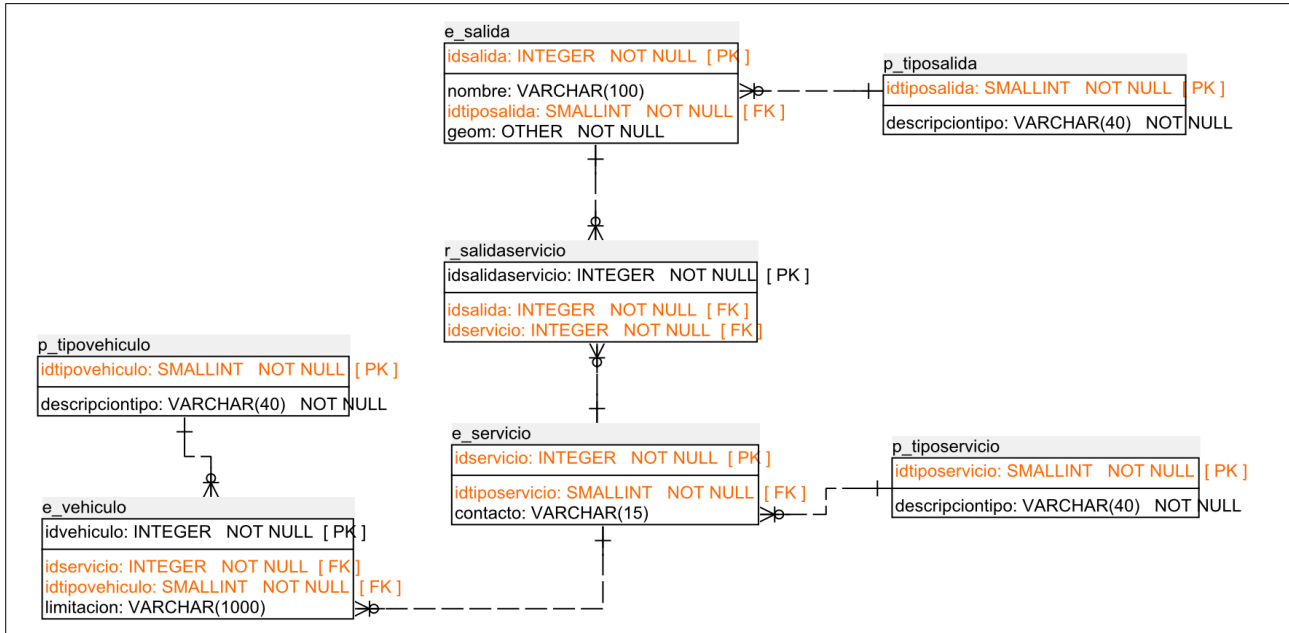 e_salida
idsalida: INTEGER NOT NULL [ PK ]
nombre: VARCHAR(100)
idtiposalida: SMALLINT NOT NULL [ FK ]
geom: OTHER NOT NULL
p_tiposalida
idtiposalida: SMALLINT NOT NULL [ PK ]
descripciontipo: VARCHAR(40) NOT NULL
r_salidaservicio
idsalidaservicio: INTEGER NOT NULL [ PK ]
idsalida: INTEGER NOT NULL [ FK ]
idservicio: INTEGER NOT NULL [ FK ]
p_tipovehiculo
idtipovehiculo: SMALLINT NOT NULL [ PK ]
descripciontipo: VARCHAR(40) NOT NULL
e_servicio
idservicio: INTEGER NOT NULL [ PK ]
idtiposervicio: SMALLINT NOT NULL [ FK ]
contacto: VARCHAR(15)
p_tiposervicio
idtiposervicio: SMALLINT NOT NULL [ PK ]
descripciontipo: VARCHAR(40) NOT NULL
e_vehiculo
idvehiculo: INTEGER NOT NULL [ PK ]
idservicio: INTEGER NOT NULL [ FK ]
idtipovehiculo: SMALLINT NOT NULL [ FK ]
limitacion: VARCHAR(1000)